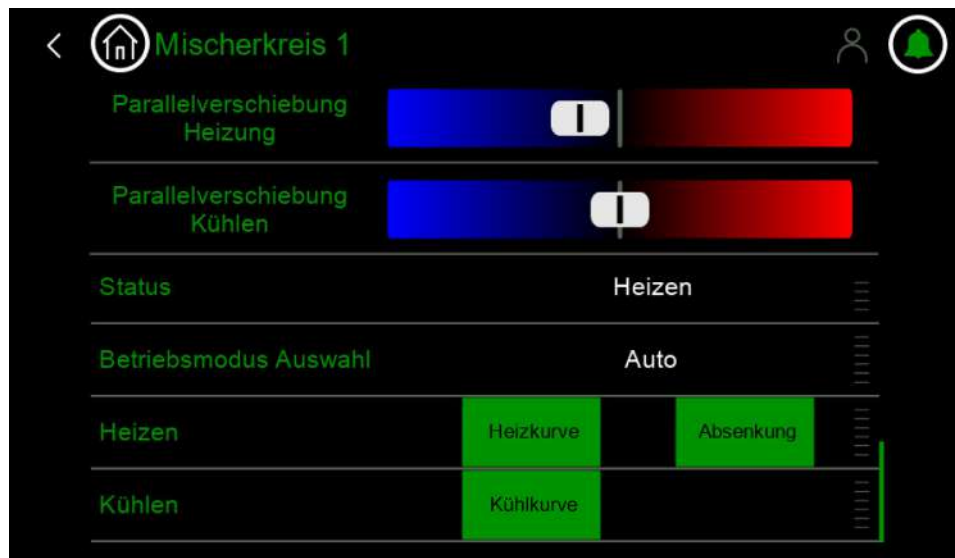 Mischerkreis 1
Parallelverschiebung
Heizung
Parallelverschiebung
Kühlen
Status Heizen
Betriebsmodus Auswahl Auto
Heizen Heizkurve Absenkung
Kühlen Kühlkurve